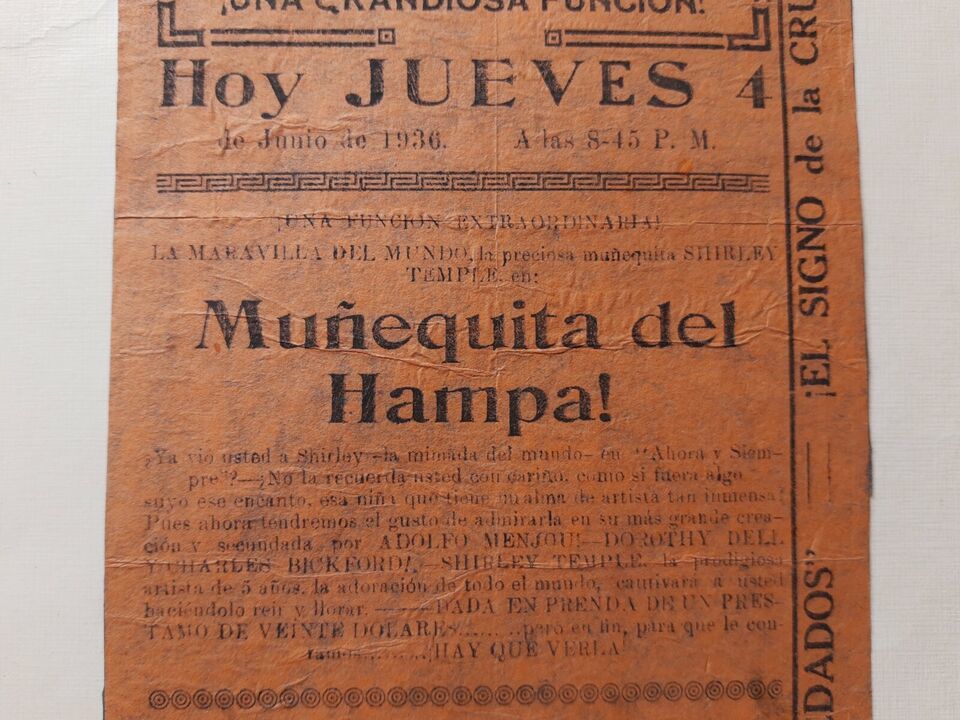 ¡UNA GRANDIOSA FUNCION!
Hoy JUEVES 4
de Junio de 1936. A las 8-45 P. M.
¡UNA FUNCION EXTRAORDINARIA!
LA MARAVILLA DEL MUNDO, la preciosa muñequita SHIRLEY
TEMPLE, en:
Muñequita del
Hampa!
¿Ya vió usted a Shirley -la mimada del mundo- en "Ahora y Siem-
pre"?—¿No la recuerda usted con cariño, como si fuera algo
suyo ese encanto, esa niña que tiene un alma de artista tan inmensa?
Pues ahora tendremos el gusto de admirarla en su más grande crea-
ción y secundada por ADOLFO MENJOU!—DOROTHY DELL
Y CHARLES BICKFORD!.—SHIRLEY TEMPLE, la prodigiosa
artista de 5 años, la adoración de todo el mundo, cautivará a usted
haciéndolo reir y llorar.———DADA EN PRENDA DE UN PRES-
TAMO DE VEINTE DOLARES........pero en fin, para que le con-
tamos.........¡HAY QUE VERLA!
DADOS" — ¡EL SIGNO de la CRU